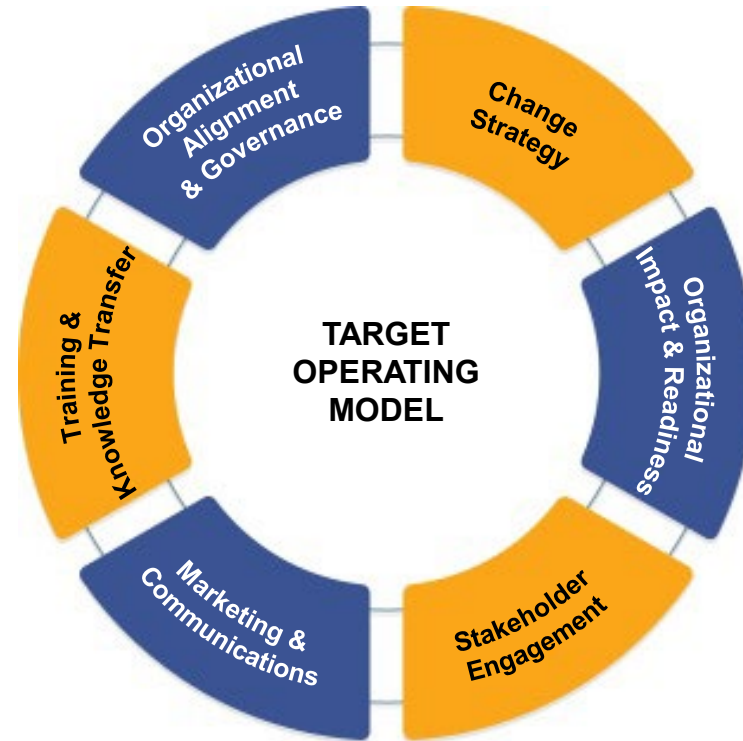 Organizational
Alignment
& Governance
Change
Strategy
Organizational
Impact & Readiness
Stakeholder
Engagement
Marketing &
Communications
Training &
Knowledge Transfer
TARGET
OPERATING
MODEL